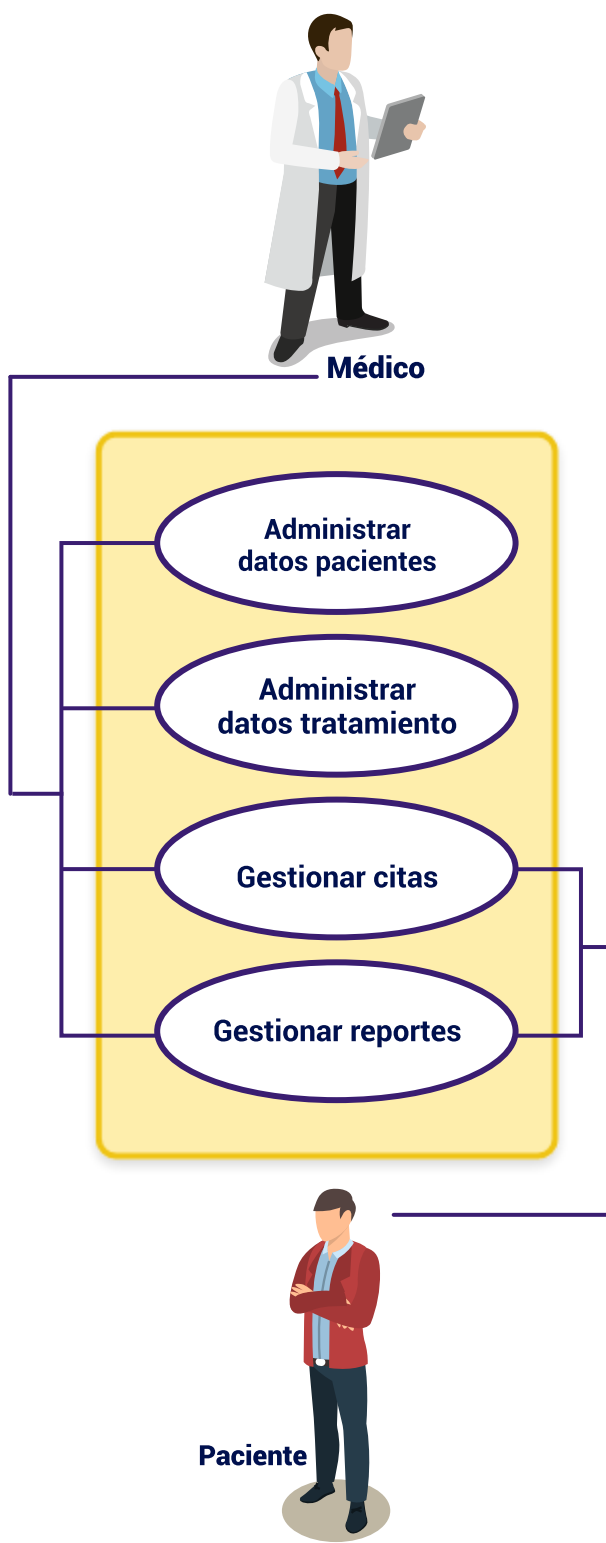 Médico
Administrar
datos pacientes
Administrar
datos tratamiento
Gestionar citas
Gestionar reportes
Paciente